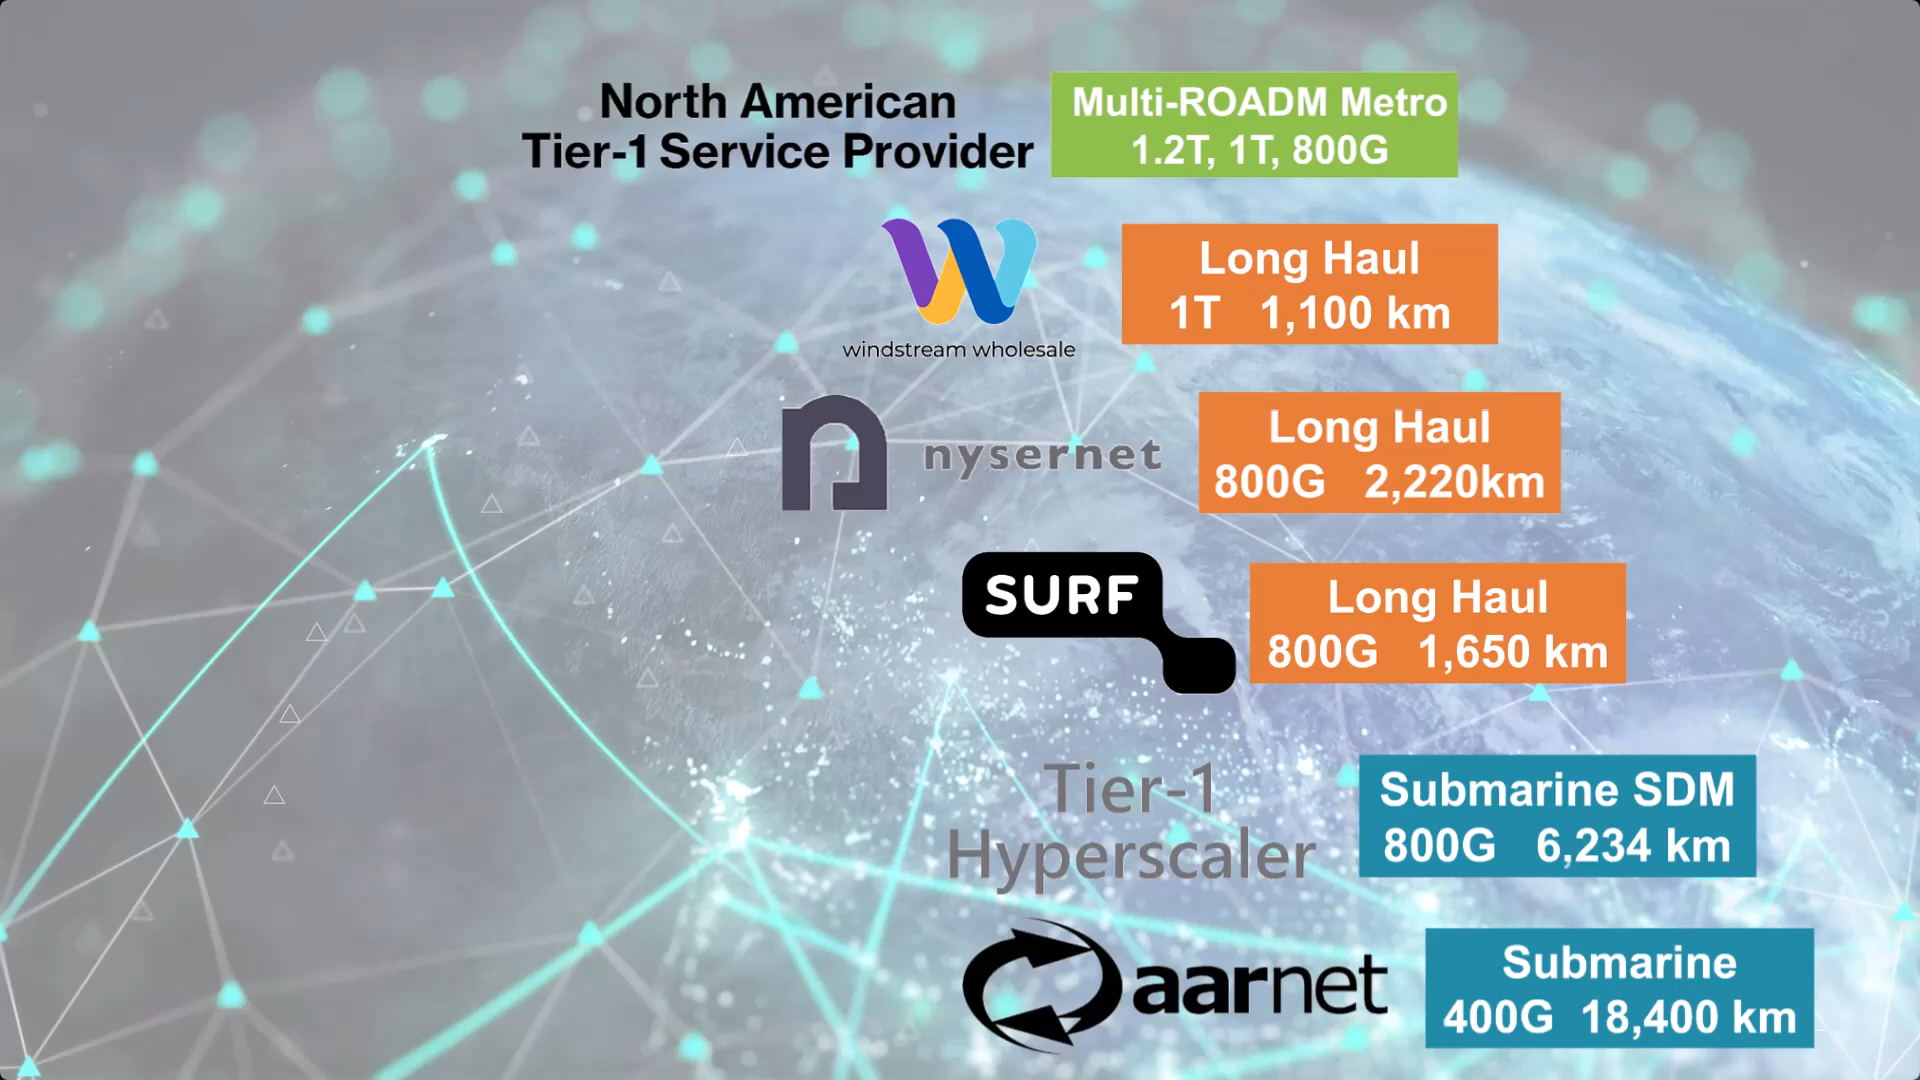 North American
Tier-1 Service Provider
Multi-ROADM Metro
1.2T, 1T, 800G
windstream wholesale
Long Haul
1T 1,100 km
nysernet
Long Haul
800G 2,220km
SURF
Long Haul
800G 1,650 km
Tier-1
Hyperscaler
Submarine SDM
800G 6,234 km
aarnet
Submarine
400G 18,400 km